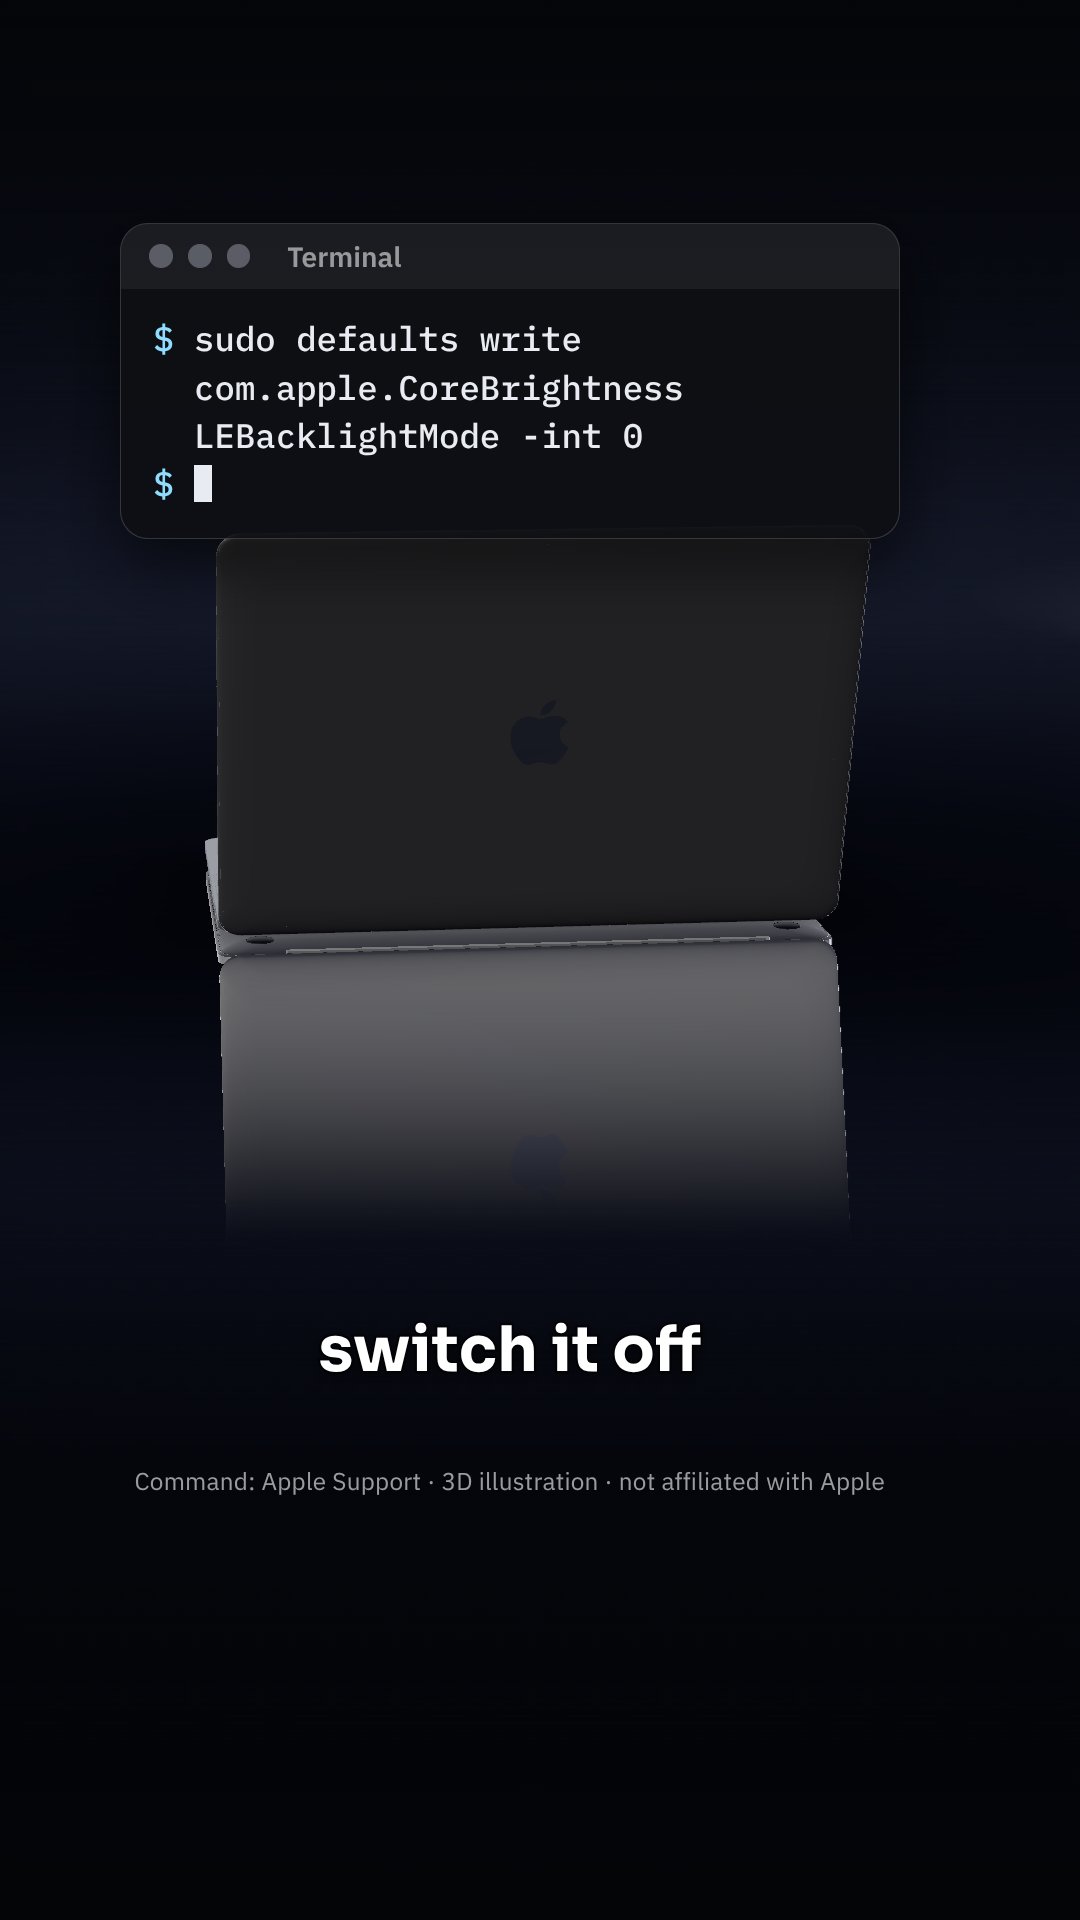 Terminal
$ sudo defaults write
com.apple.CoreBrightness
LEBacklightMode -int 0
$
switch it off
Command: Apple Support · 3D illustration · not affiliated with Apple